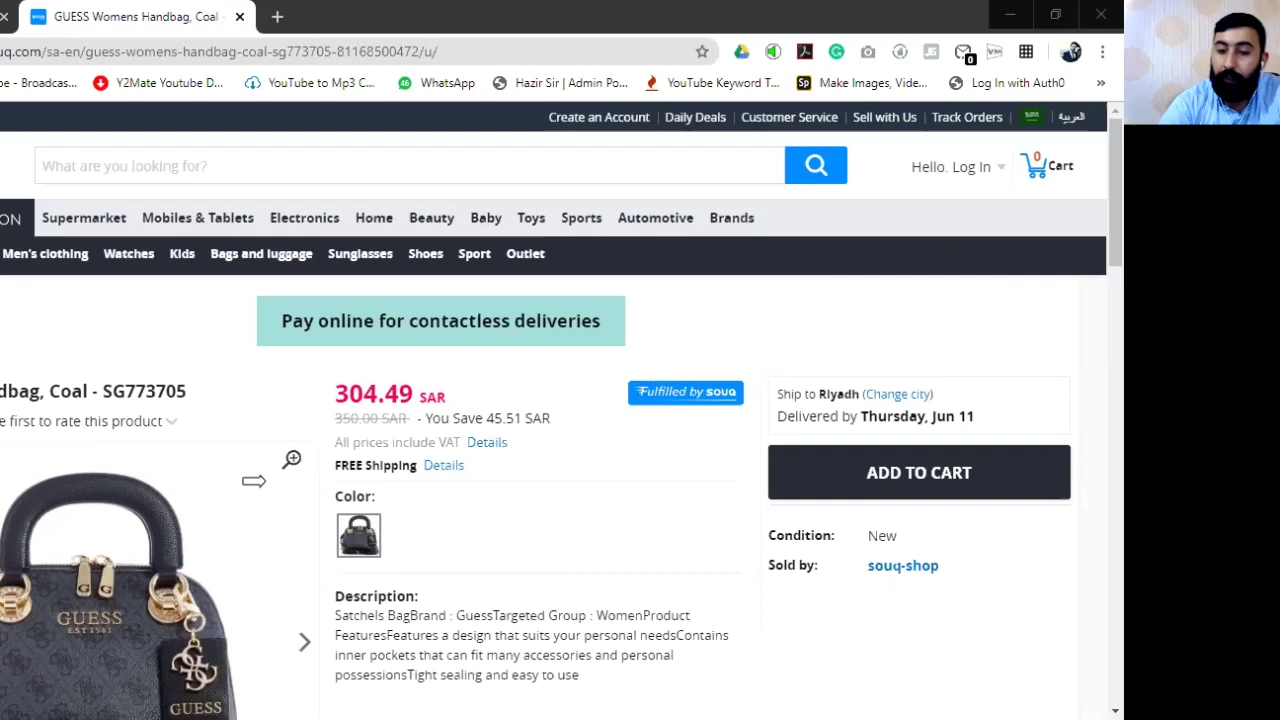 GUESS Womens Handbag, Coal -
uq.com/sa-en/guess-womens-handbag-coal-sg773705-81168500472/u/
0
be - Broadcas... Y2Mate Youtube D... YouTube to Mp3 C... 46 WhatsApp Hazir Sir | Admin Po... YouTube Keyword T... Sp Make Images, Vide... Log In with Auth0 »
Create an Account Daily Deals Customer Service Sell with Us Track Orders العربية
What are you looking for?
Hello. Log In 0 Cart
ON Supermarket Mobiles & Tablets Electronics Home Beauty Baby Toys Sports Automotive Brands
Men's clothing Watches Kids Bags and luggage Sunglasses Shoes Sport Outlet
Pay online for contactless deliveries
dbag, Coal - SG773705
e first to rate this product
304.49 SAR
350.00 SAR - You Save 45.51 SAR
All prices include VAT Details
FREE Shipping Details
Fulfilled by souq
Color:
Description:
Satchels BagBrand : GuessTargeted Group : WomenProduct
FeaturesFeatures a design that suits your personal needsContains
inner pockets that can fit many accessories and personal
possessionsTight sealing and easy to use
Ship to Riyadh (Change city)
Delivered by Thursday, Jun 11
ADD TO CART
Condition: New
Sold by: souq-shop
GUESS
EST 1981
G G
GUESS